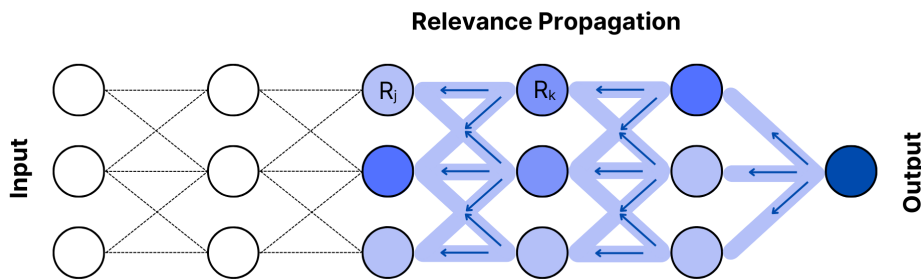 Relevance Propagation
Input
Rⱼ
Rₖ
Output